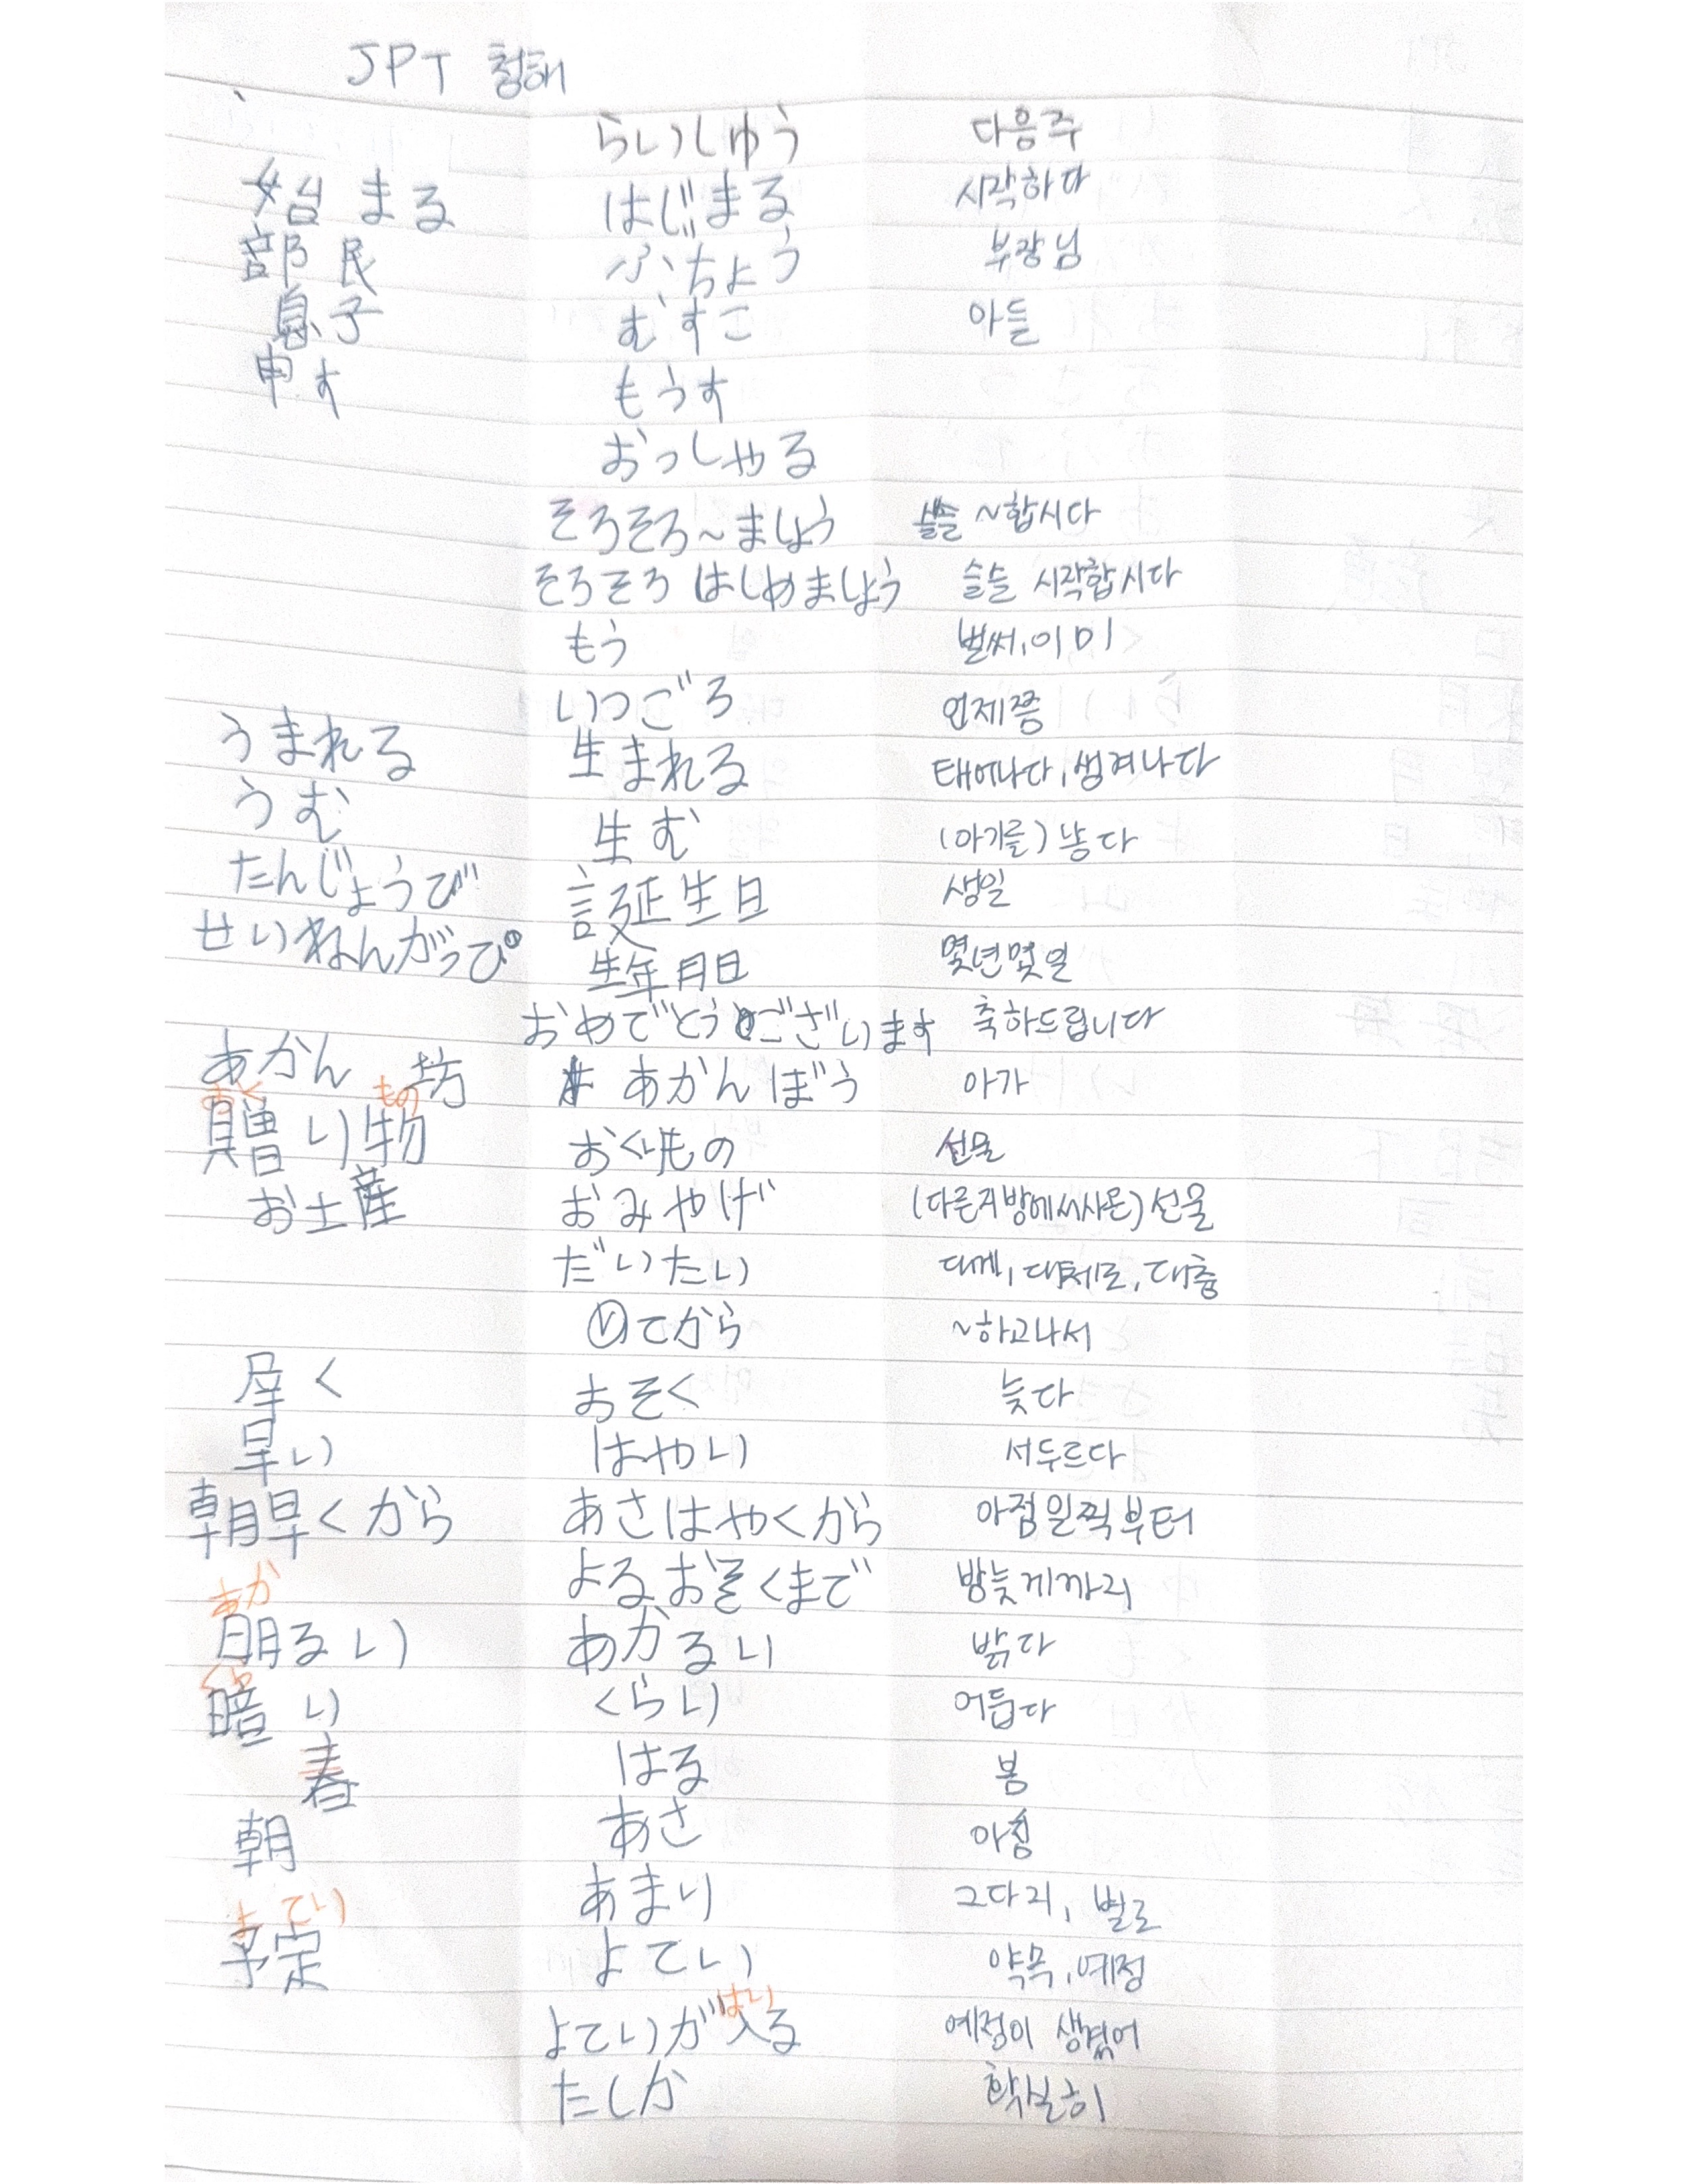 JPT 청해
らいしゅう 다음주
始まる はじまる 시작하다
部民 ぶちょう 부장님
息子 むすこ 아들
申す もうす
おっしゃる
そろそろ~ましょう 슬슬 ~합시다
そろそろ はじめましょう 슬슬 시작합시다
もう 벌써, 이미
いつごろ 언제쯤
うまれる 生まれる 태어나다, 생겨나다
うむ 生む (아기를) 낳다
たんじょうび 誕生日 생일
せいねんがっぴ 生年月日 몇년몇일
おめでとうございます 축하드립니다
あかん坊 あかんぼう 아가
おく もの
贈り物 おくりもの 선물
お土産 おみやげ (다른지방에서사온) 선물
だいたい 대게, 대체로, 대충
Ⓥてから ~하고나서
く おそく 늦다
早い はやい 서두르다
朝早くから あさはやくから 아침일찍부터
よるおそくまで 밤늦게까지
あか
明るい あかるい 밝다
くら
暗い くらい 어둡다
春 はる 봄
朝 あさ 아침
あまり 그다지, 별로
よてい
予定 よてい 약속, 예정
はい
よていが入る 예정이 생겼어
たしか 확실히